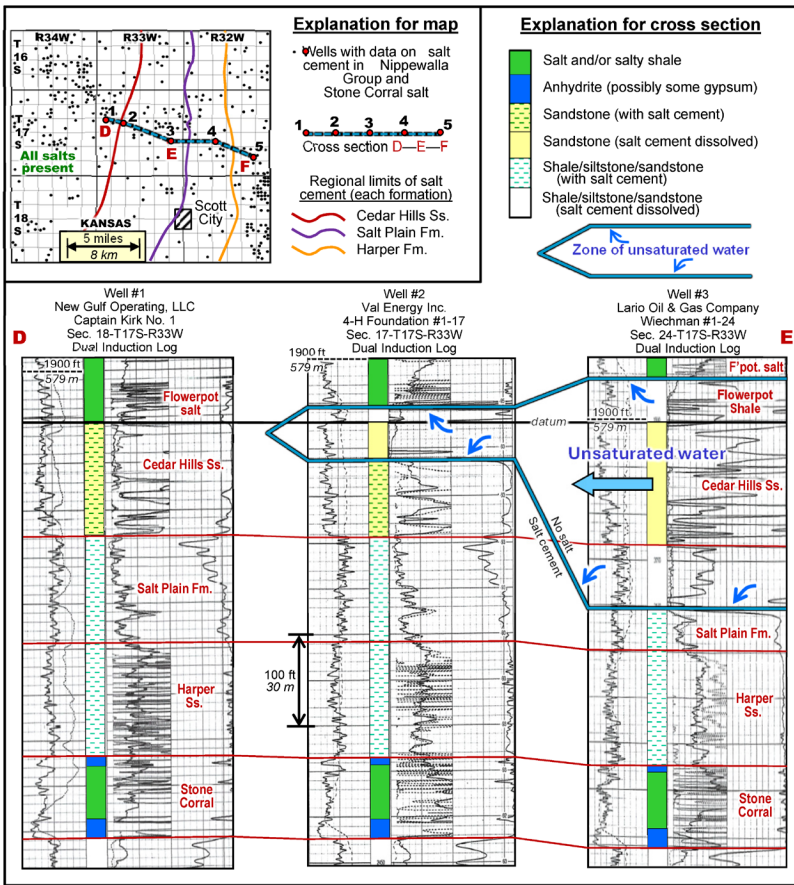 R34W R33W R32W
T
16
S
T
17
S
T
18
S
1
2
3
4
5
D
E
F
All salts
present
KANSAS
Scott
City
5 miles
8 km
Explanation for map
Wells with data on salt
cement in Nippewalla
Group and
Stone Corral salt
1 2 3 4 5
Cross section D—E—F
Regional limits of salt
cement (each formation)
Cedar Hills Ss.
Salt Plain Fm.
Harper Fm.
Explanation for cross section
Salt and/or salty shale
Anhydrite (possibly some gypsum)
Sandstone (with salt cement)
Sandstone (salt cement dissolved)
Shale/siltstone/sandstone
(with salt cement)
Shale/siltstone/sandstone
(salt cement dissolved)
Zone of unsaturated water
D
Well #1
New Gulf Operating, LLC
Captain Kirk No. 1
Sec. 18-T17S-R33W
Dual Induction Log
1900 ft
579 m
Flowerpot
salt
Cedar Hills Ss.
Salt Plain Fm.
Harper
Ss.
Stone
Corral
Well #2
Val Energy Inc.
4-H Foundation #1-17
Sec. 17-T17S-R33W
Dual Induction Log
1900 ft
579 m
100 ft
30 m
datum
Unsaturated water
No salt
Salt cement
Well #3
Lario Oil & Gas Company
Wiechman #1-24
Sec. 24-T17S-R33W
Dual Induction Log
E
F'pot. salt
Flowerpot
Shale
1900 ft
579 m
Cedar Hills Ss.
Salt Plain Fm.
Harper
Ss.
Stone
Corral